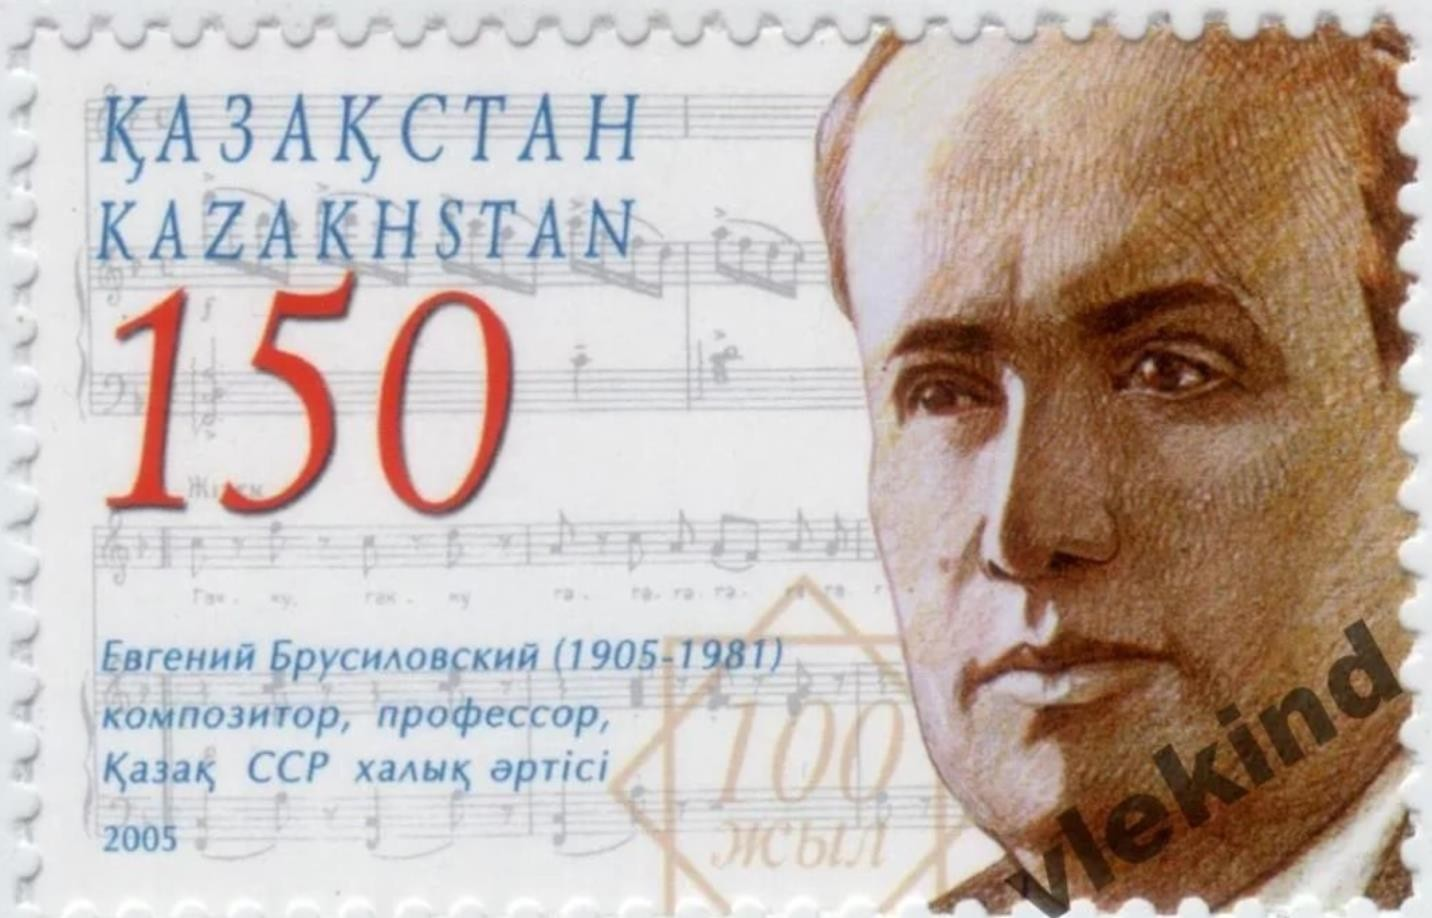 ҚАЗАҚСТАН
KAZAKHSTAN
150
Евгений Брусиловский (1905-1981)
композитор, профессор,
Қазақ ССР халық әртісі
2005
100
жыл
vlekind